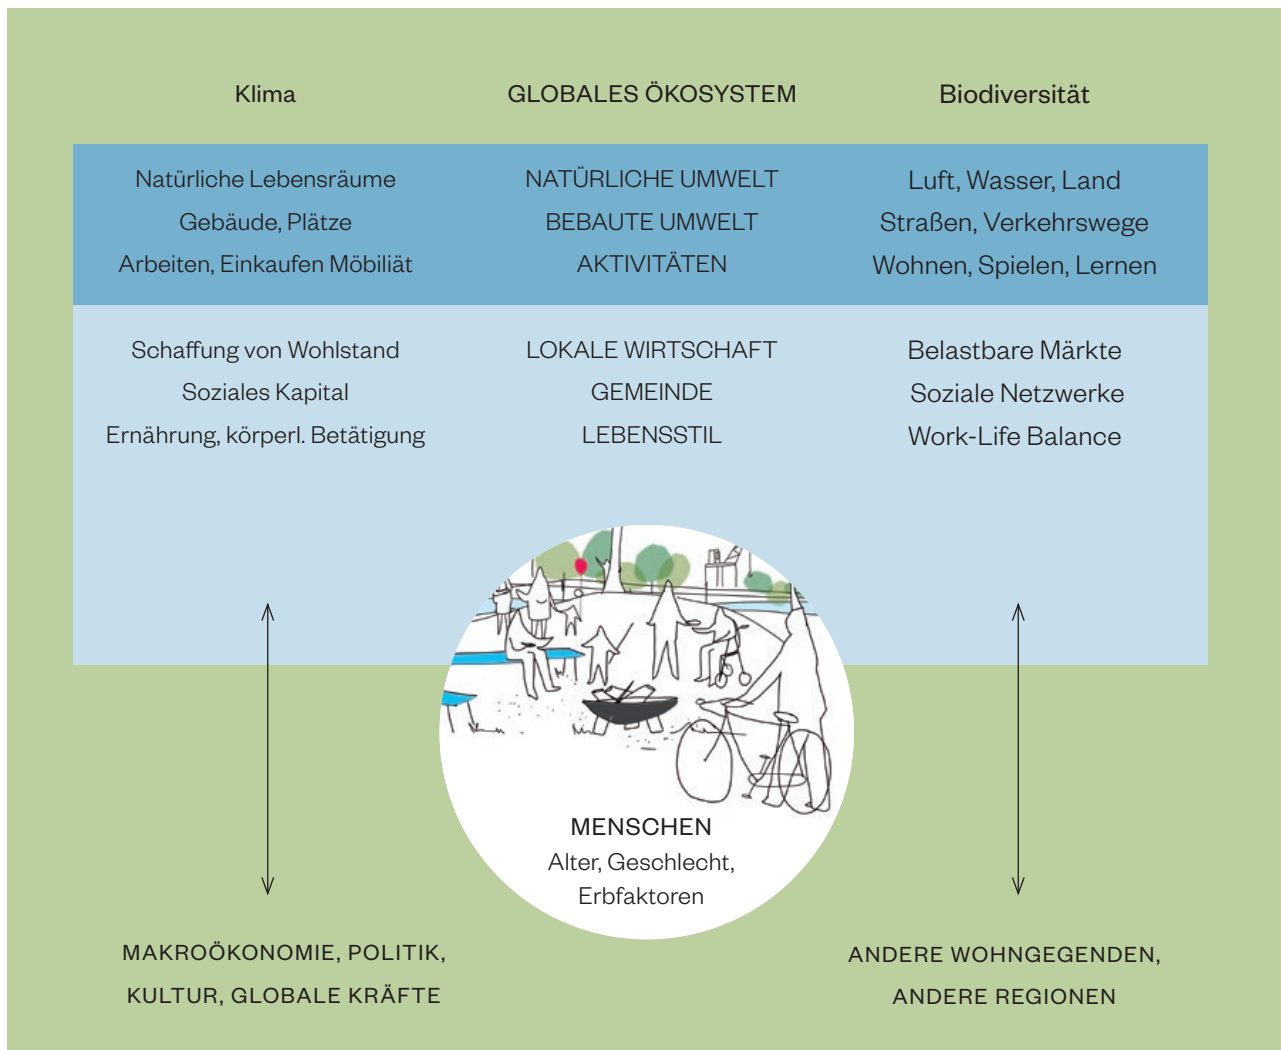 Klima GLOBALES ÖKOSYSTEM Biodiversität
Natürliche Lebensräume NATÜRLICHE UMWELT Luft, Wasser, Land
Gebäude, Plätze BEBAUTE UMWELT Straßen, Verkehrswege
Arbeiten, Einkaufen Möbiliät AKTIVITÄTEN Wohnen, Spielen, Lernen
Schaffung von Wohlstand LOKALE WIRTSCHAFT Belastbare Märkte
Soziales Kapital GEMEINDE Soziale Netzwerke
Ernährung, körperl. Betätigung LEBENSSTIL Work-Life Balance
MENSCHEN
Alter, Geschlecht,
Erbfaktoren
MAKROÖKONOMIE, POLITIK,
KULTUR, GLOBALE KRÄFTE
ANDERE WOHNGEGENDEN,
ANDERE REGIONEN